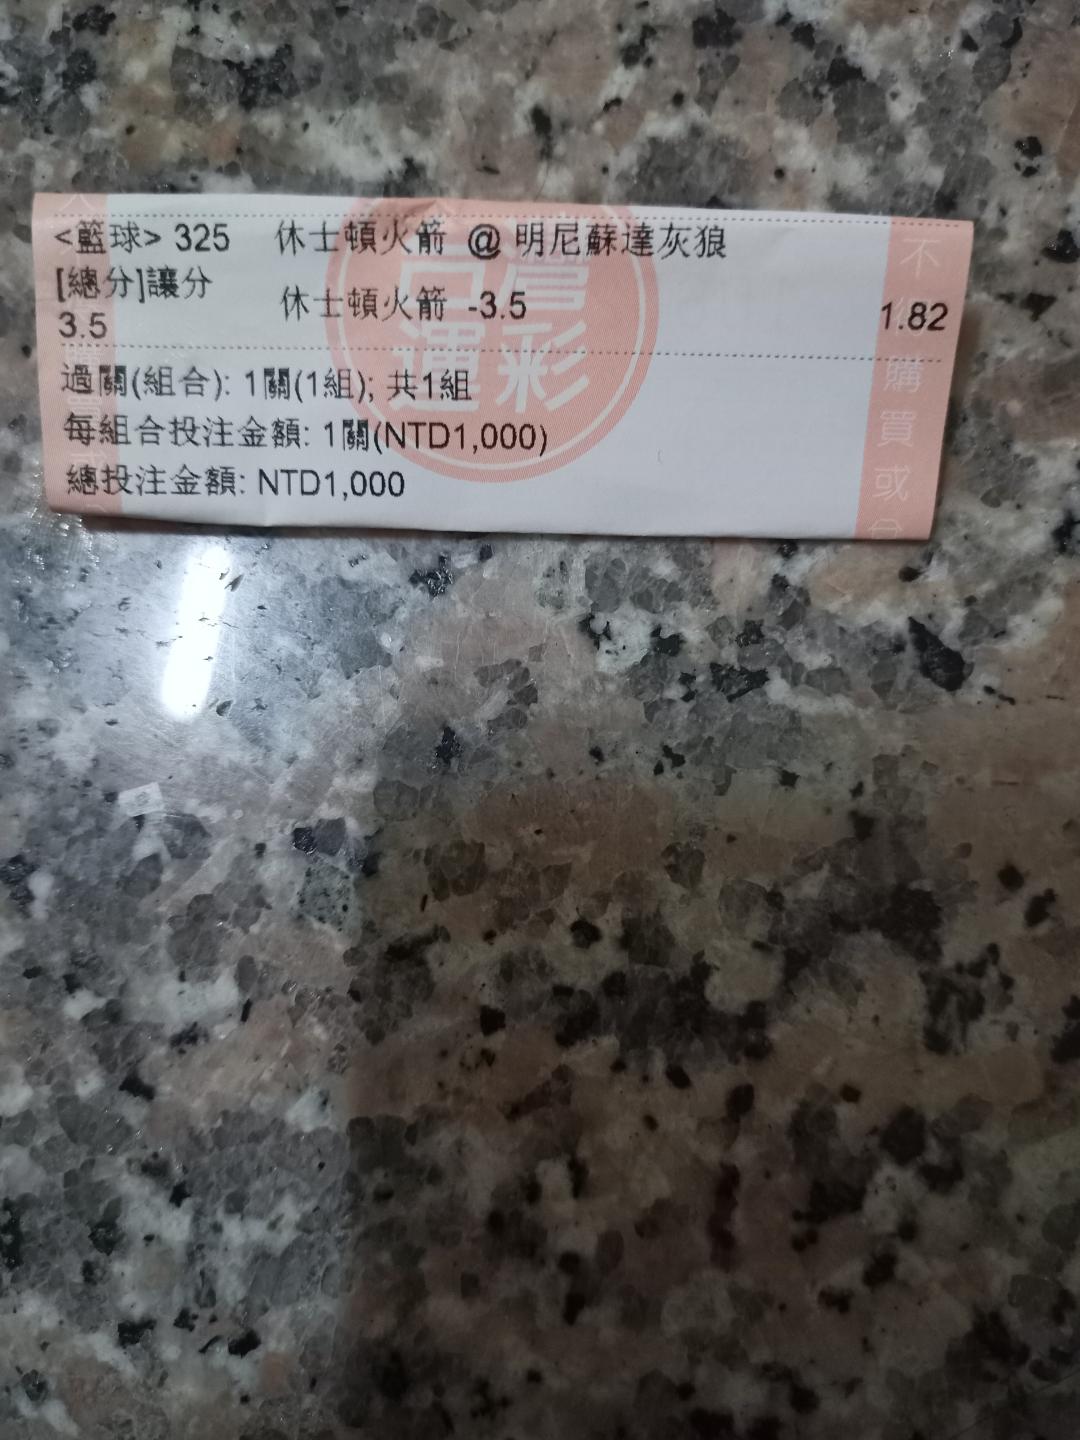 <籃球> 325 休士頓火箭 @ 明尼蘇達灰狼
[總分]讓分
3.5 休士頓火箭 -3.5 1.82
過關(組合): 1關(1組); 共1組
每組合投注金額: 1關(NTD1,000)
總投注金額: NTD1,000
台灣
運彩
不
購
買
或